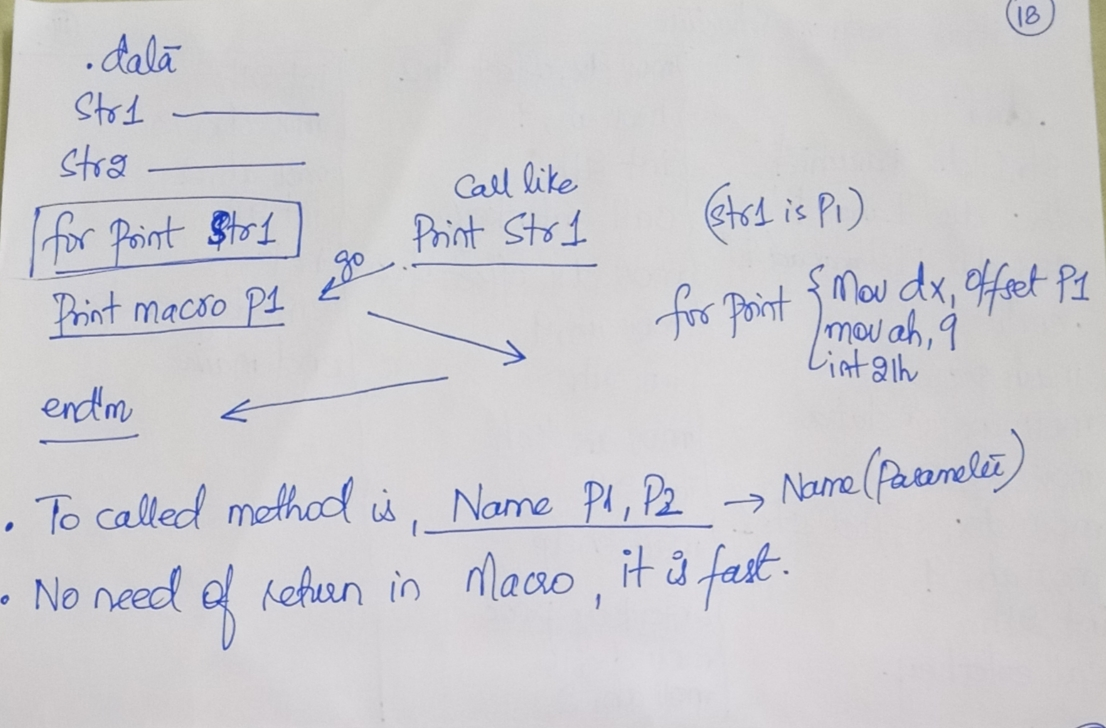 18
.data
Str1
Str2
for Print Str1
Call like
Print Str1
(Str1 is P1)
go
Print macro P1
for Print { Mov dx, offset P1
mov ah, 9
int 21h
endm
. To called method is, Name P1, P2 → Name (Parameter)
. No need of return in Macro, it is fast.